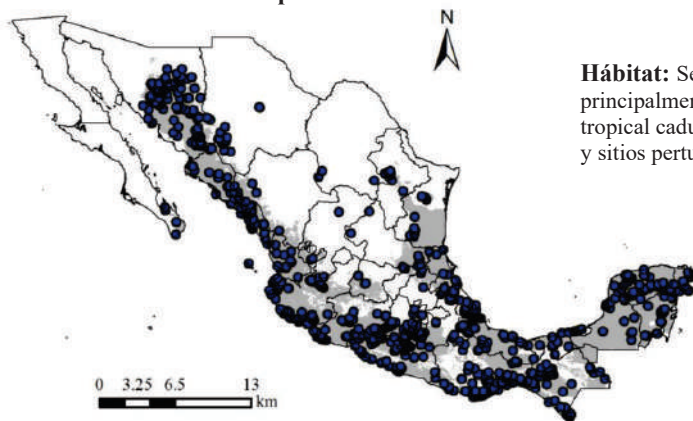 N
Hábitat: Se
principalmen
tropical cadu
y sitios pertu
0 3.25 6.5 13
km